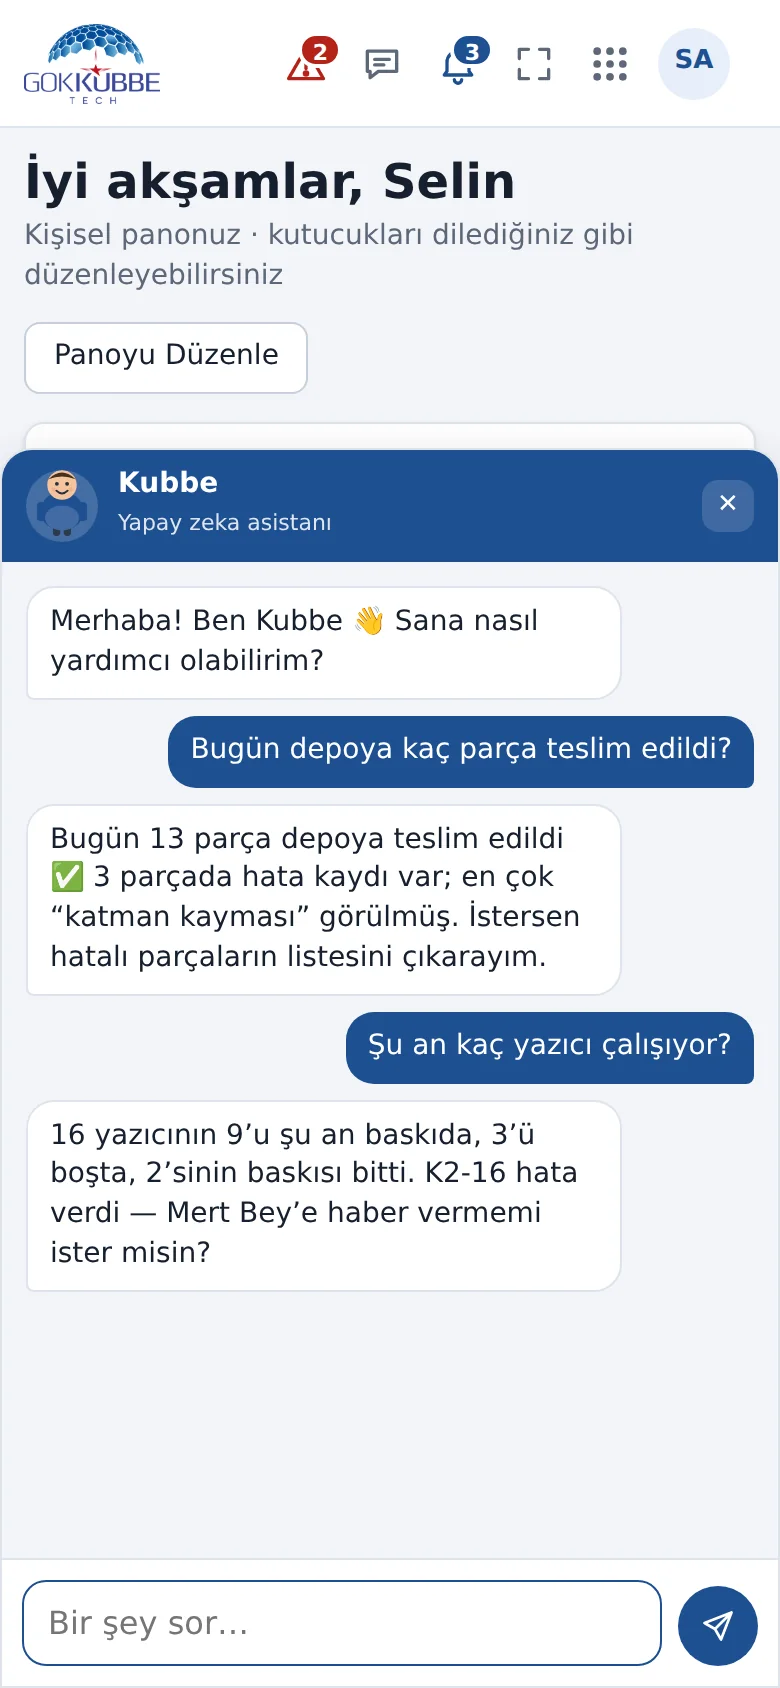 GOKKUBBE
TECH
2
3
SA
İyi akşamlar, Selin
Kişisel panonuz · kutucukları dilediğiniz gibi
düzenleyebilirsiniz
Panoyu Düzenle
Kubbe
Yapay zeka asistanı
Merhaba! Ben Kubbe 👋 Sana nasıl
yardımcı olabilirim?
Bugün depoya kaç parça teslim edildi?
Bugün 13 parça depoya teslim edildi
✅ 3 parçada hata kaydı var; en çok
“katman kayması” görülmüş. İstersen
hatalı parçaların listesini çıkarayım.
Şu an kaç yazıcı çalışıyor?
16 yazıcının 9’u şu an baskıda, 3’ü
boşta, 2’sinin baskısı bitti. K2-16 hata
verdi — Mert Bey’e haber vermemi
ister misin?
Bir şey sor…